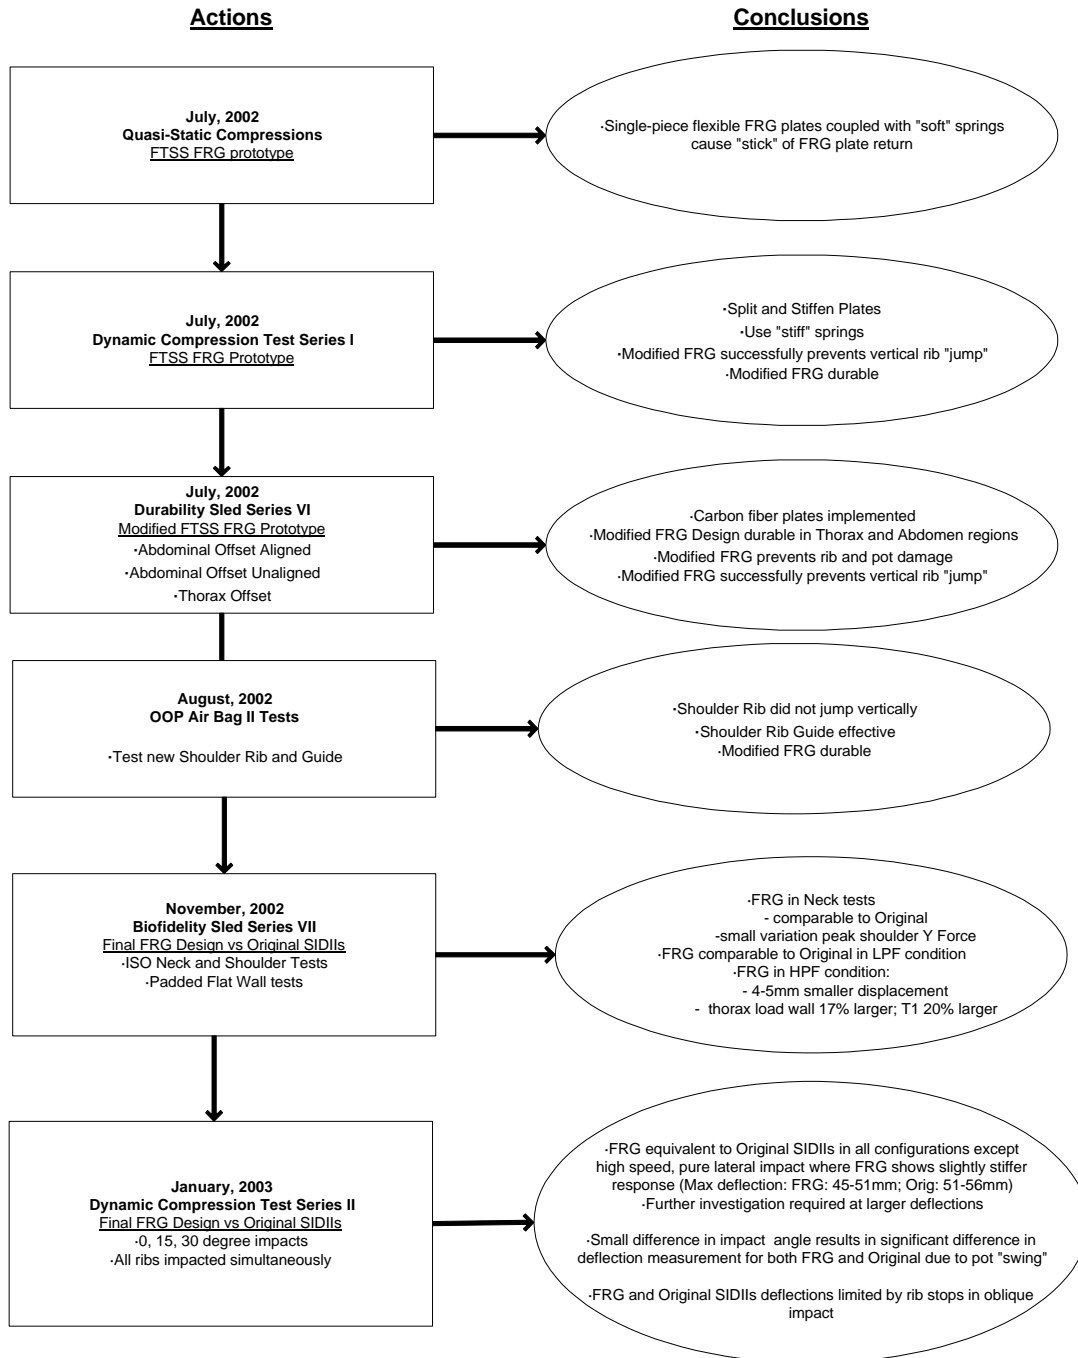 Actions
Conclusions
July, 2002
Quasi-Static Compressions
FTSS FRG prototype
·Single-piece flexible FRG plates coupled with "soft" springs
cause "stick" of FRG plate return
July, 2002
Dynamic Compression Test Series I
FTSS FRG Prototype
·Split and Stiffen Plates
·Use "stiff" springs
·Modified FRG successfully prevents vertical rib "jump"
·Modified FRG durable
July, 2002
Durability Sled Series VI
Modified FTSS FRG Prototype
·Abdominal Offset Aligned
·Abdominal Offset Unaligned
·Thorax Offset
·Carbon fiber plates implemented
·Modified FRG Design durable in Thorax and Abdomen regions
·Modified FRG prevents rib and pot damage
·Modified FRG successfully prevents vertical rib "jump"
August, 2002
OOP Air Bag II Tests
·Test new Shoulder Rib and Guide
·Shoulder Rib did not jump vertically
·Shoulder Rib Guide effective
·Modified FRG durable
November, 2002
Biofidelity Sled Series VII
Final FRG Design vs Original SIDIIs
·ISO Neck and Shoulder Tests
·Padded Flat Wall tests
·FRG in Neck tests
- comparable to Original
-small variation peak shoulder Y Force
·FRG comparable to Original in LPF condition
·FRG in HPF condition:
- 4-5mm smaller displacement
- thorax load wall 17% larger; T1 20% larger
January, 2003
Dynamic Compression Test Series II
Final FRG Design vs Original SIDIIs
·0, 15, 30 degree impacts
·All ribs impacted simultaneously
·FRG equivalent to Original SIDIIs in all configurations except
high speed, pure lateral impact where FRG shows slightly stiffer
response (Max deflection: FRG: 45-51mm; Orig: 51-56mm)
·Further investigation required at larger deflections
·Small difference in impact angle results in significant difference in
deflection measurement for both FRG and Original due to pot "swing"
·FRG and Original SIDIIs deflections limited by rib stops in oblique
impact